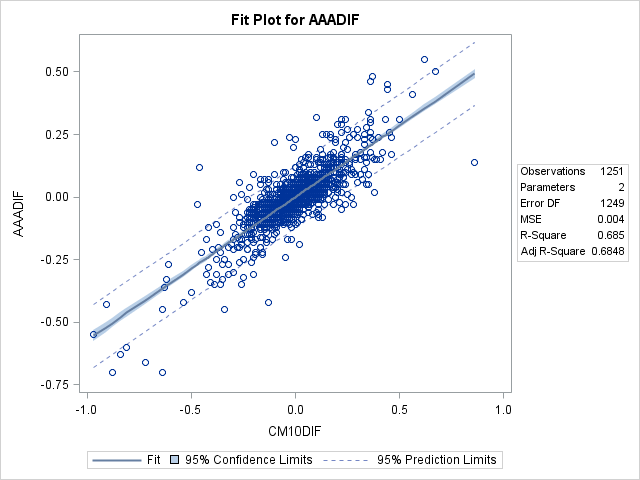 Fit Plot for AAADIF
0.50
0.25
0.00
-0.25
-0.50
-0.75
AAADIF
-1.0 -0.5 0.0 0.5 1.0
CM10DIF
Observations 1251
Parameters 2
Error DF 1249
MSE 0.004
R-Square 0.685
Adj R-Square 0.6848
Fit 95% Confidence Limits 95% Prediction Limits